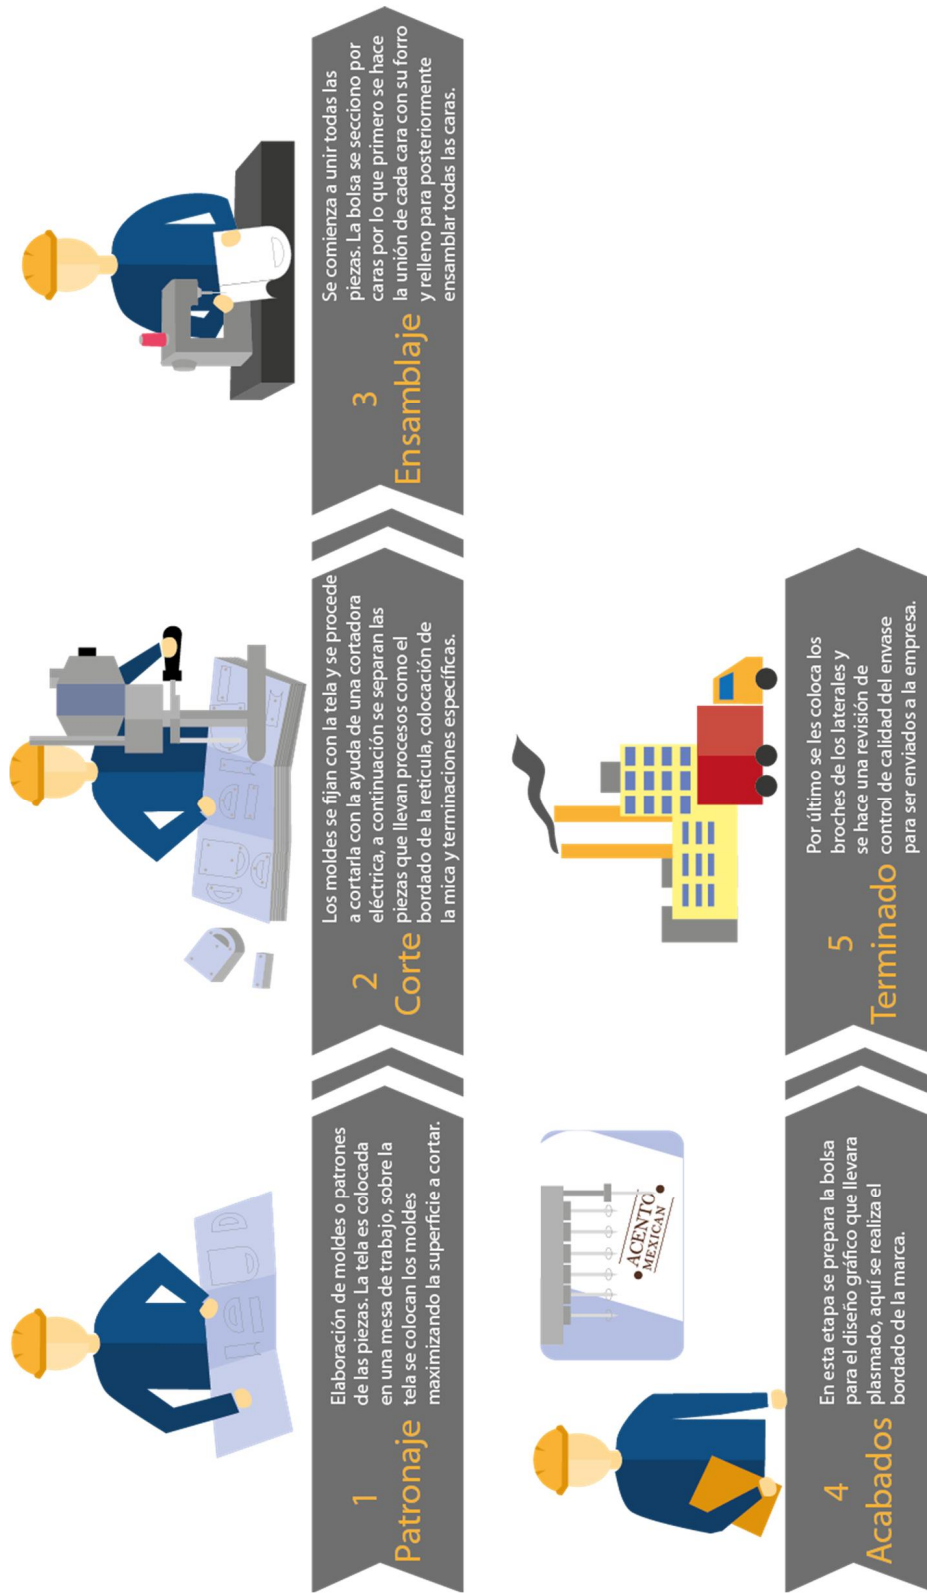 1
Patronaje
Elaboración de moldes o patrones
de las piezas. La tela es colocada
en una mesa de trabajo, sobre la
tela se colocan los moldes
maximizando la superficie a cortar.
2
Corte
Los moldes se fijan con la tela y se procede
a cortarla con la ayuda de una cortadora
eléctrica, a continuación se separan las
piezas que llevan procesos como el
bordado de la retícula, colocación de
la mica y terminaciones específicas.
3
Ensamblaje
Se comienza a unir todas las
piezas. La bolsa se secciono por
caras por lo que primero se hace
la unión de cada cara con su forro
y relleno para posteriormente
ensamblar todas las caras.
4
Acabados
En esta etapa se prepara la bolsa
para el diseño gráfico que llevara
plasmado, aquí se realiza el
bordado de la marca.
ACENTO
MEXICAN
5
Terminado
Por último se les coloca los
broches de los laterales y
se hace una revisión de
control de calidad del envase
para ser enviados a la empresa.